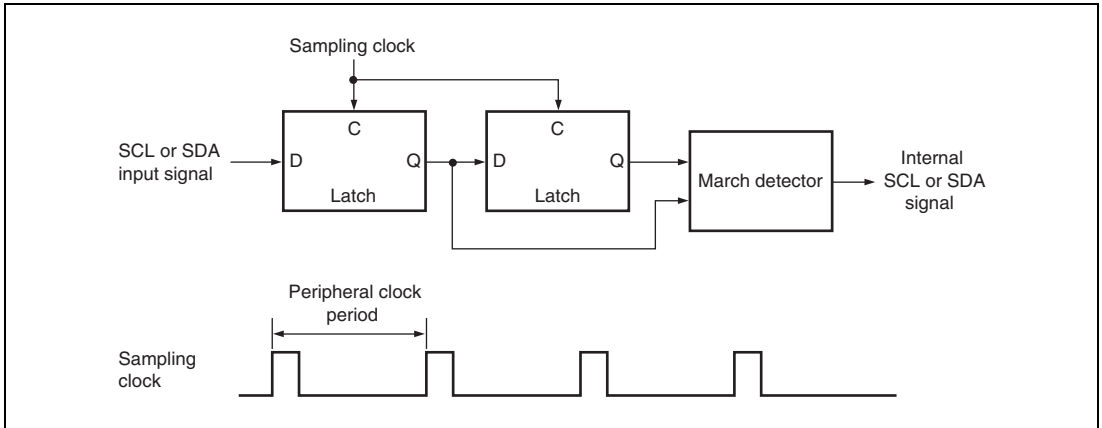 Sampling clock
C
C
SCL or SDA
input signal
D
Q
D
Q
Latch
Latch
March detector
Internal
SCL or SDA
signal
Peripheral clock
period
Sampling
clock